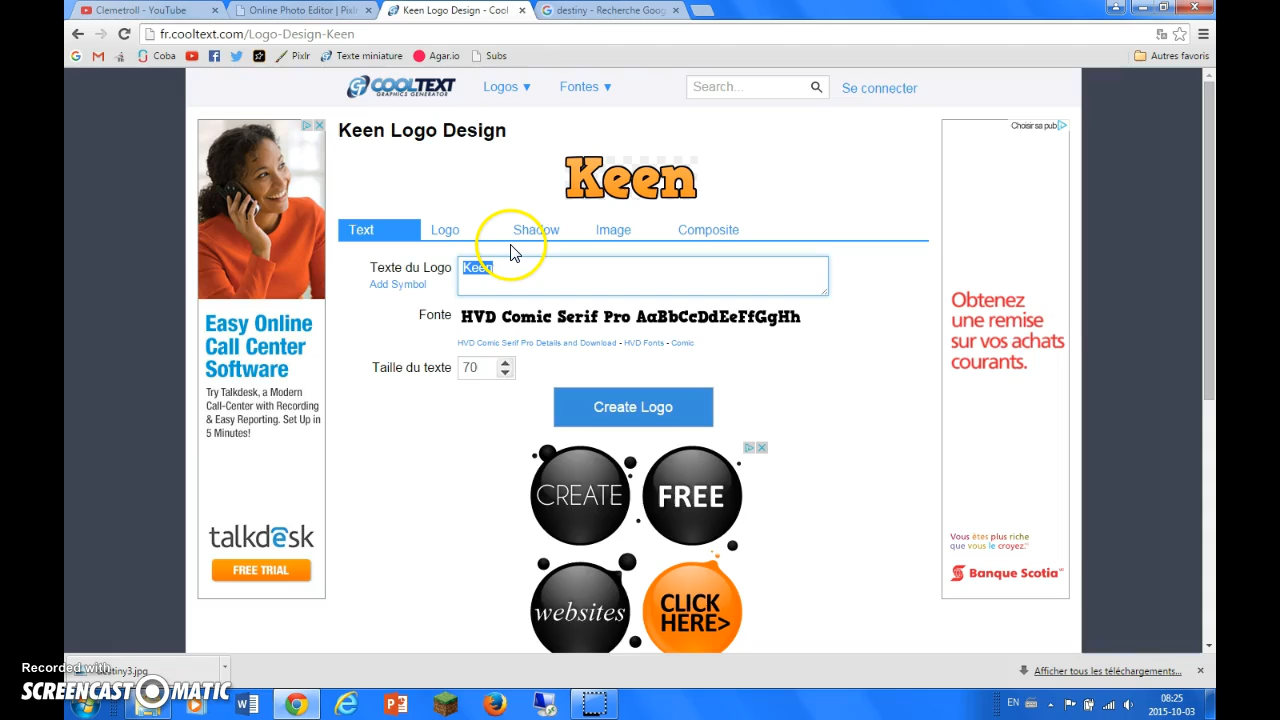 Clemetroll - YouTube
Online Photo Editor | Pixlr
Keen Logo Design - Cool
destiny - Recherche Goog
fr.cooltext.com/Logo-Design-Keen
Coba
Pixlr
Texte miniature
Agar.io
Subs
Autres favoris
COOLTEXT
GRAPHICS GENERATOR
Logos ▼
Fontes ▼
Search...
Se connecter
Keen Logo Design
Choisir sa pub
Keen
Text
Logo
Shadow
Image
Composite
Texte du Logo
Keen
Add Symbol
Fonte
HVD Comic Serif Pro AaBbCcDdEeFfGgHh
HVD Comic Serif Pro Details and Download - HVD Fonts - Comic
Taille du texte
70
Create Logo
Easy Online
Call Center
Software
Try Talkdesk, a Modern
Call-Center with Recording
& Easy Reporting. Set Up in
5 Minutes!
talkdesk
FREE TRIAL
CREATE
FREE
websites
CLICK
HERE>
Obtenez
une remise
sur vos achats
courants.
Vous êtes plus riche
que vous le croyez.
Banque Scotia
destiny3.jpg
Afficher tous les téléchargements...
Recorded with
SCREENCAST-O-MATIC
EN
08:25
2015-10-03